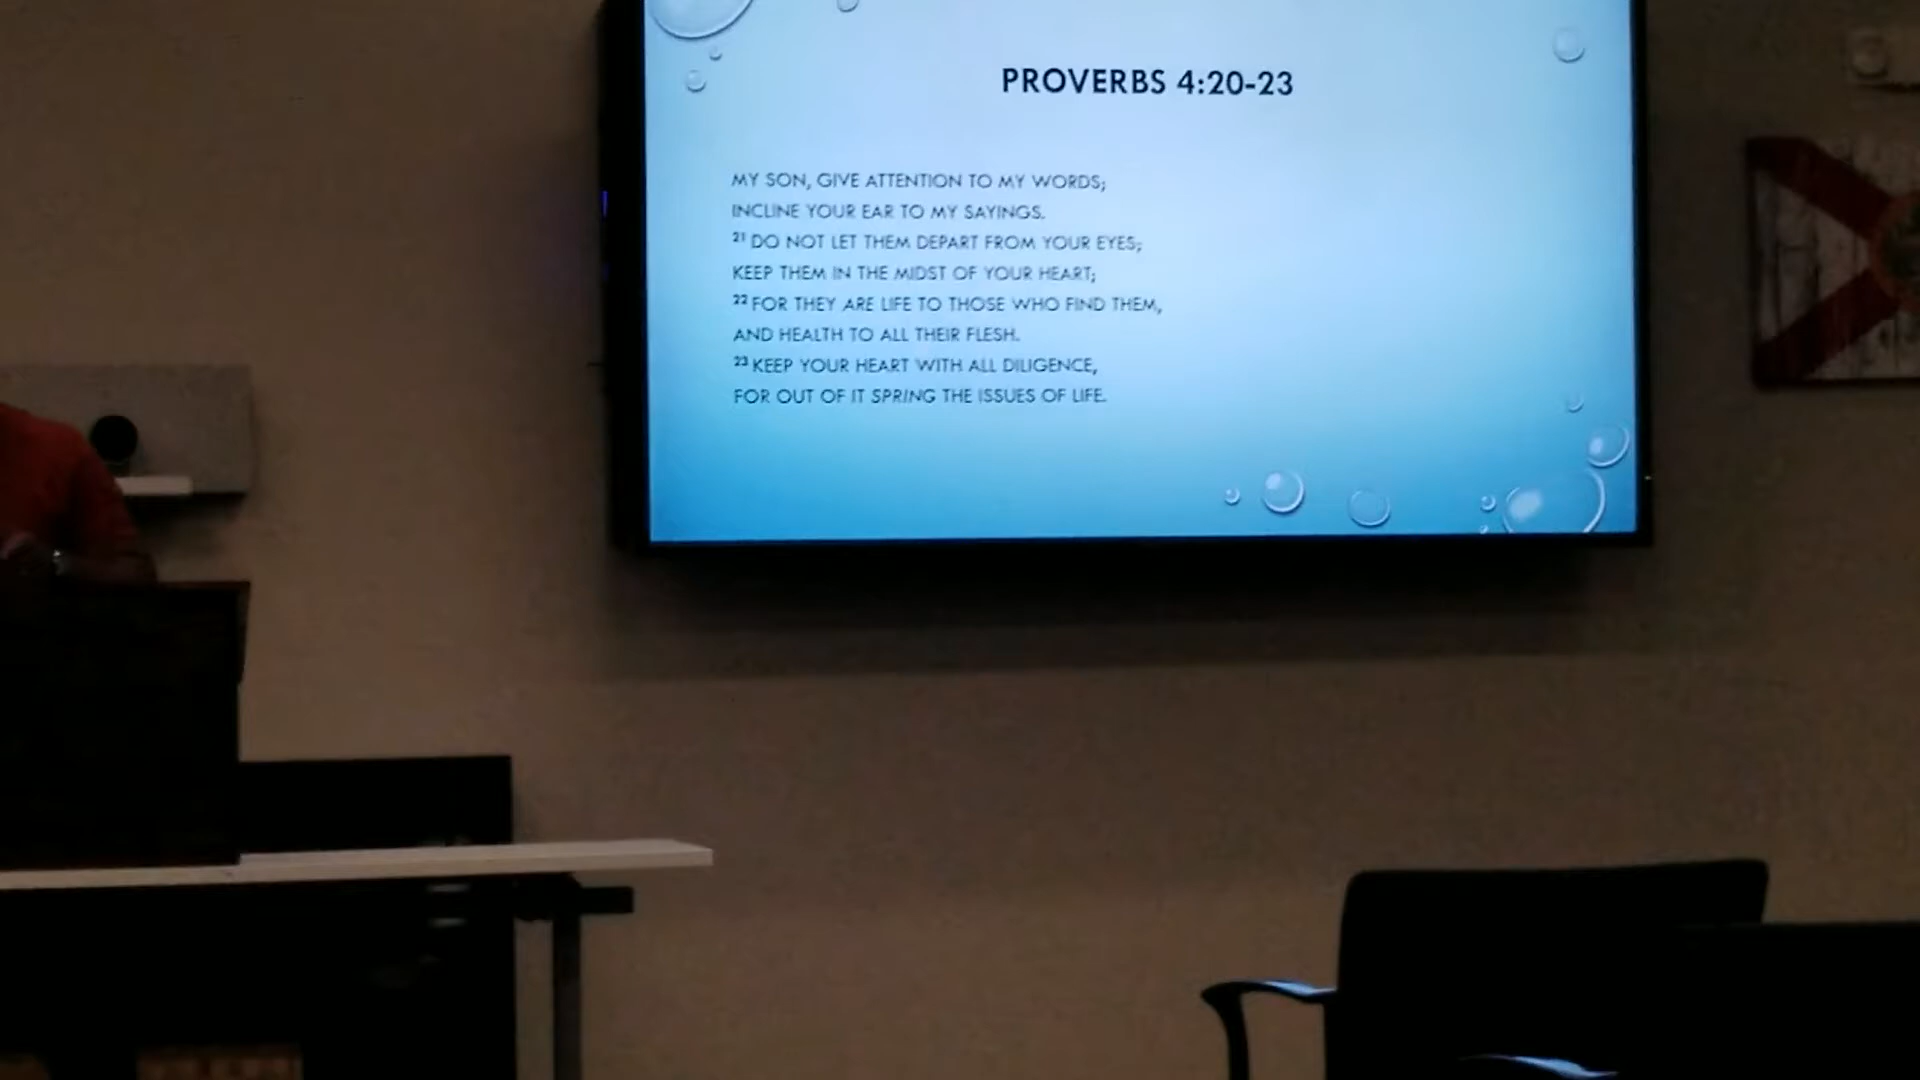 PROVERBS 4:20-23
MY SON, GIVE ATTENTION TO MY WORDS;
INCLINE YOUR EAR TO MY SAYINGS.
21 DO NOT LET THEM DEPART FROM YOUR EYES;
KEEP THEM IN THE MIDST OF YOUR HEART;
22 FOR THEY ARE LIFE TO THOSE WHO FIND THEM,
AND HEALTH TO ALL THEIR FLESH.
23 KEEP YOUR HEART WITH ALL DILIGENCE,
FOR OUT OF IT SPRING THE ISSUES OF LIFE.